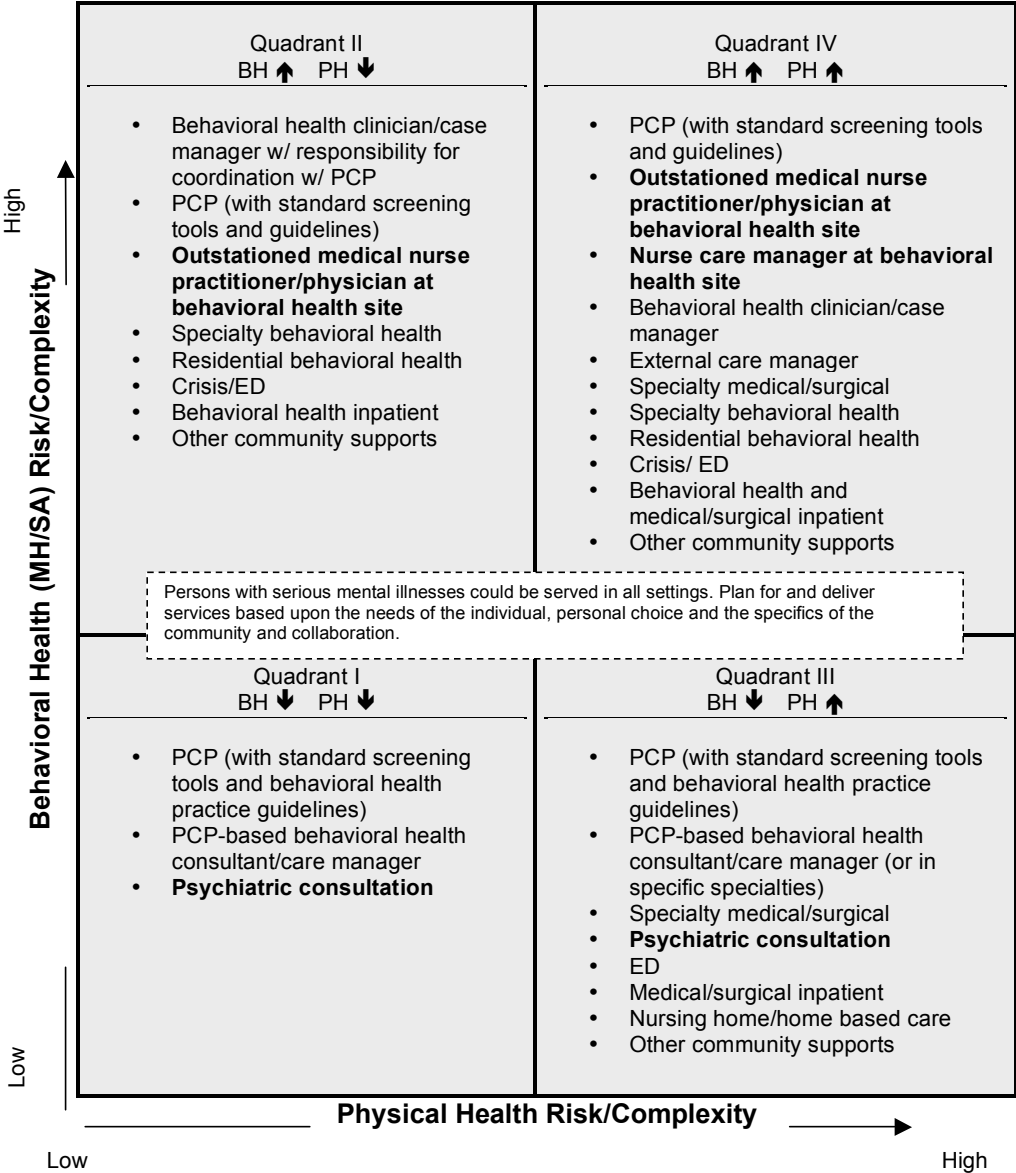 Quadrant II
BH 🡹 PH 🡻
• Behavioral health clinician/case
manager w/ responsibility for
coordination w/ PCP
• PCP (with standard screening
tools and guidelines)
• Outstationed medical nurse
practitioner/physician at
behavioral health site
• Specialty behavioral health
• Residential behavioral health
• Crisis/ED
• Behavioral health inpatient
• Other community supports
Quadrant IV
BH 🡹 PH 🡹
• PCP (with standard screening tools
and guidelines)
• Outstationed medical nurse
practitioner/physician at
behavioral health site
• Nurse care manager at behavioral
health site
• Behavioral health clinician/case
manager
• External care manager
• Specialty medical/surgical
• Specialty behavioral health
• Residential behavioral health
• Crisis/ ED
• Behavioral health and
medical/surgical inpatient
• Other community supports
Persons with serious mental illnesses could be served in all settings. Plan for and deliver
services based upon the needs of the individual, personal choice and the specifics of the
community and collaboration.
Quadrant I
BH 🡻 PH 🡻
• PCP (with standard screening
tools and behavioral health
practice guidelines)
• PCP-based behavioral health
consultant/care manager
• Psychiatric consultation
Quadrant III
BH 🡻 PH 🡹
• PCP (with standard screening tools
and behavioral health practice
guidelines)
• PCP-based behavioral health
consultant/care manager (or in
specific specialties)
• Specialty medical/surgical
• Psychiatric consultation
• ED
• Medical/surgical inpatient
• Nursing home/home based care
• Other community supports
High
Behavioral Health (MH/SA) Risk/Complexity
Low
Physical Health Risk/Complexity
Low
High